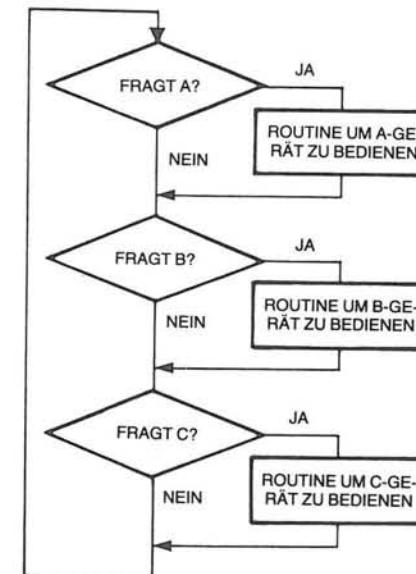 FRAGT A?
JA
ROUTINE UM A-GE-
RÄT ZU BEDIENEN
NEIN
FRAGT B?
JA
ROUTINE UM B-GE-
RÄT ZU BEDIENEN
NEIN
FRAGT C?
JA
ROUTINE UM C-GE-
RÄT ZU BEDIENEN
NEIN